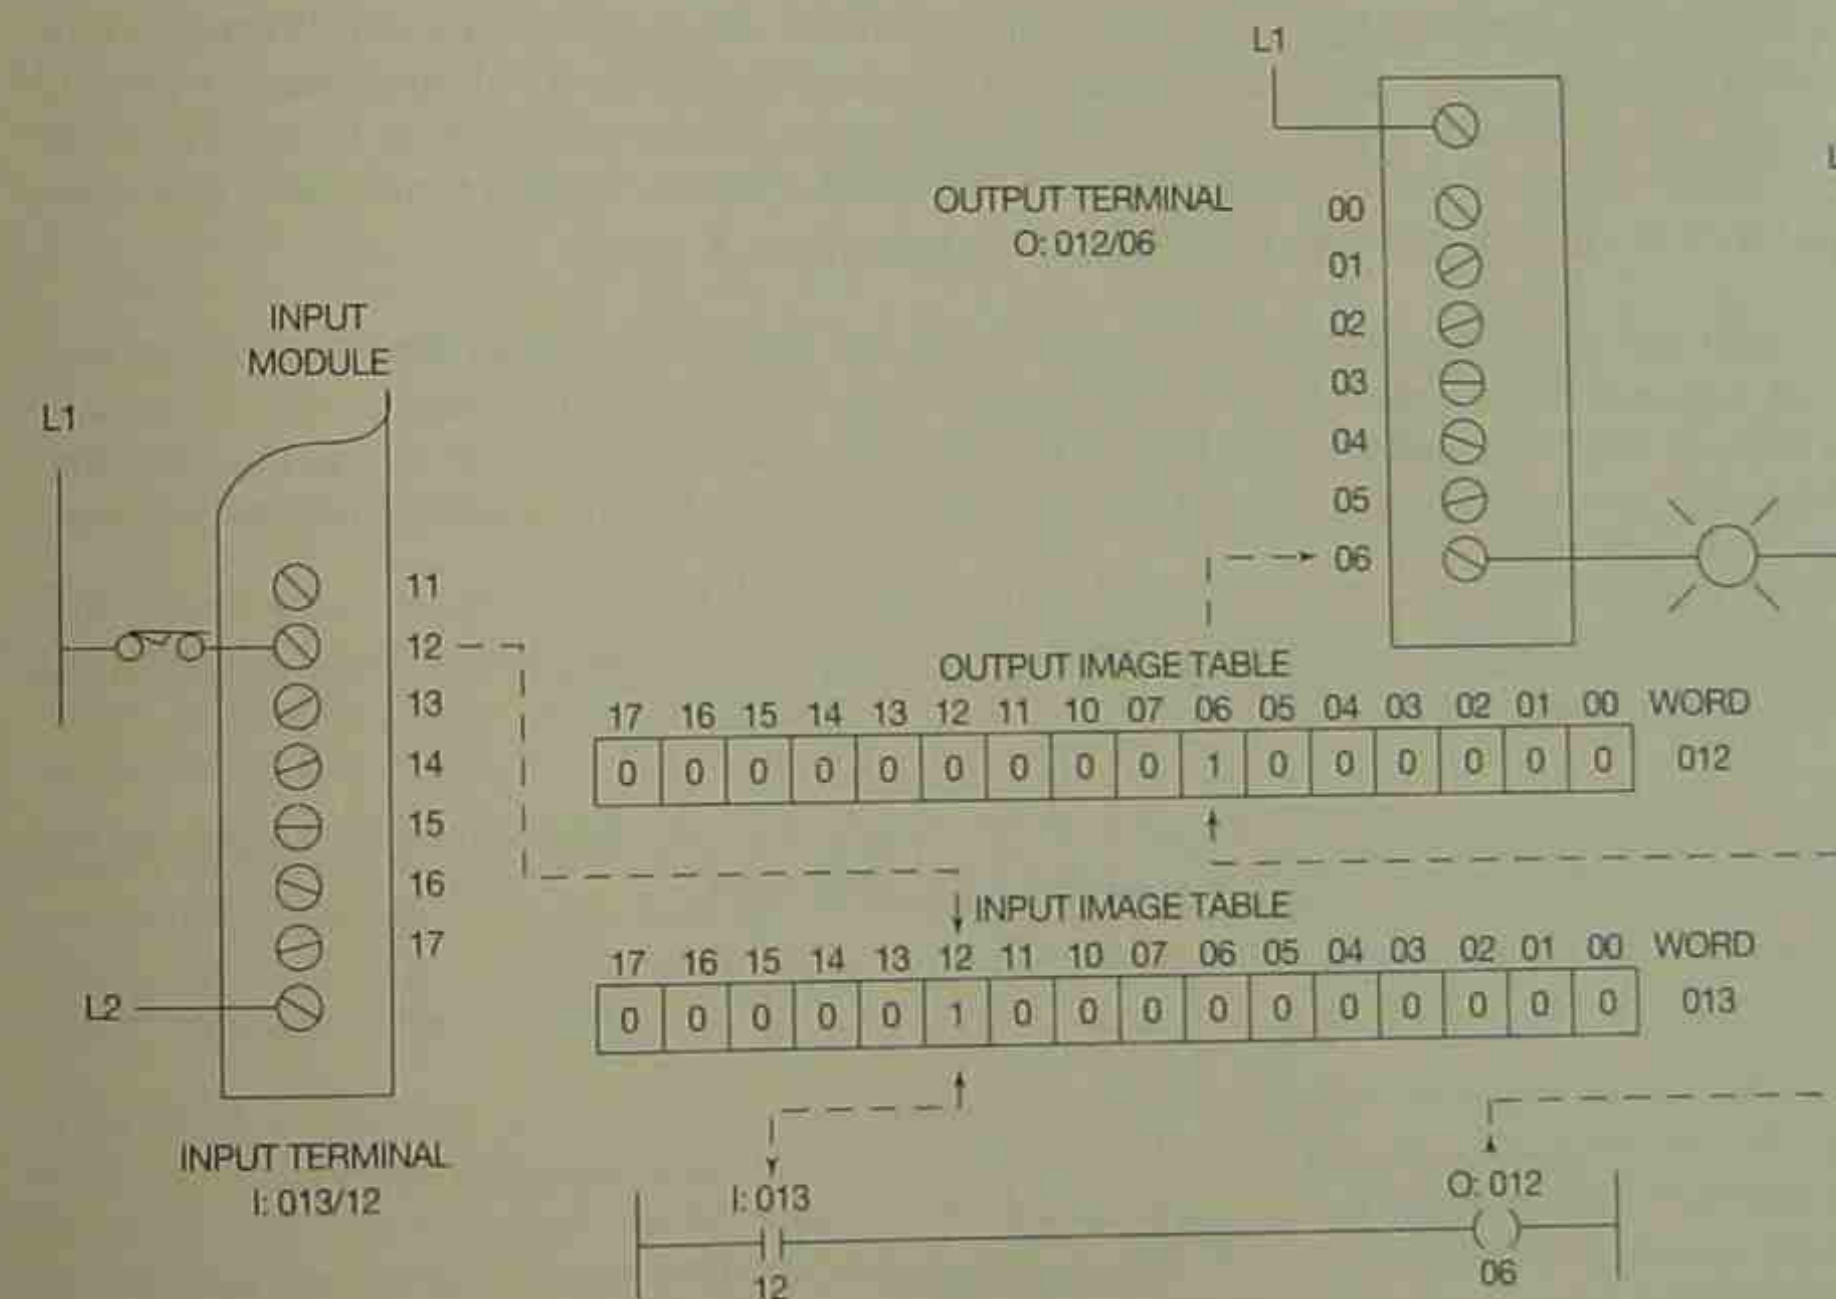 L1
OUTPUT TERMINAL
O: 012/06
00
01
02
03
04
05
06
INPUT
MODULE
L1
11
12
13
14
15
16
17
L2
INPUT TERMINAL
I: 013/12
OUTPUT IMAGE TABLE
17 16 15 14 13 12 11 10 07 06 05 04 03 02 01 00 WORD
0 0 0 0 0 0 0 0 0 1 0 0 0 0 0 0 012
INPUT IMAGE TABLE
17 16 15 14 13 12 11 10 07 06 05 04 03 02 01 00 WORD
0 0 0 0 0 1 0 0 0 0 0 0 0 0 0 0 013
I: 013
12
O: 012
06